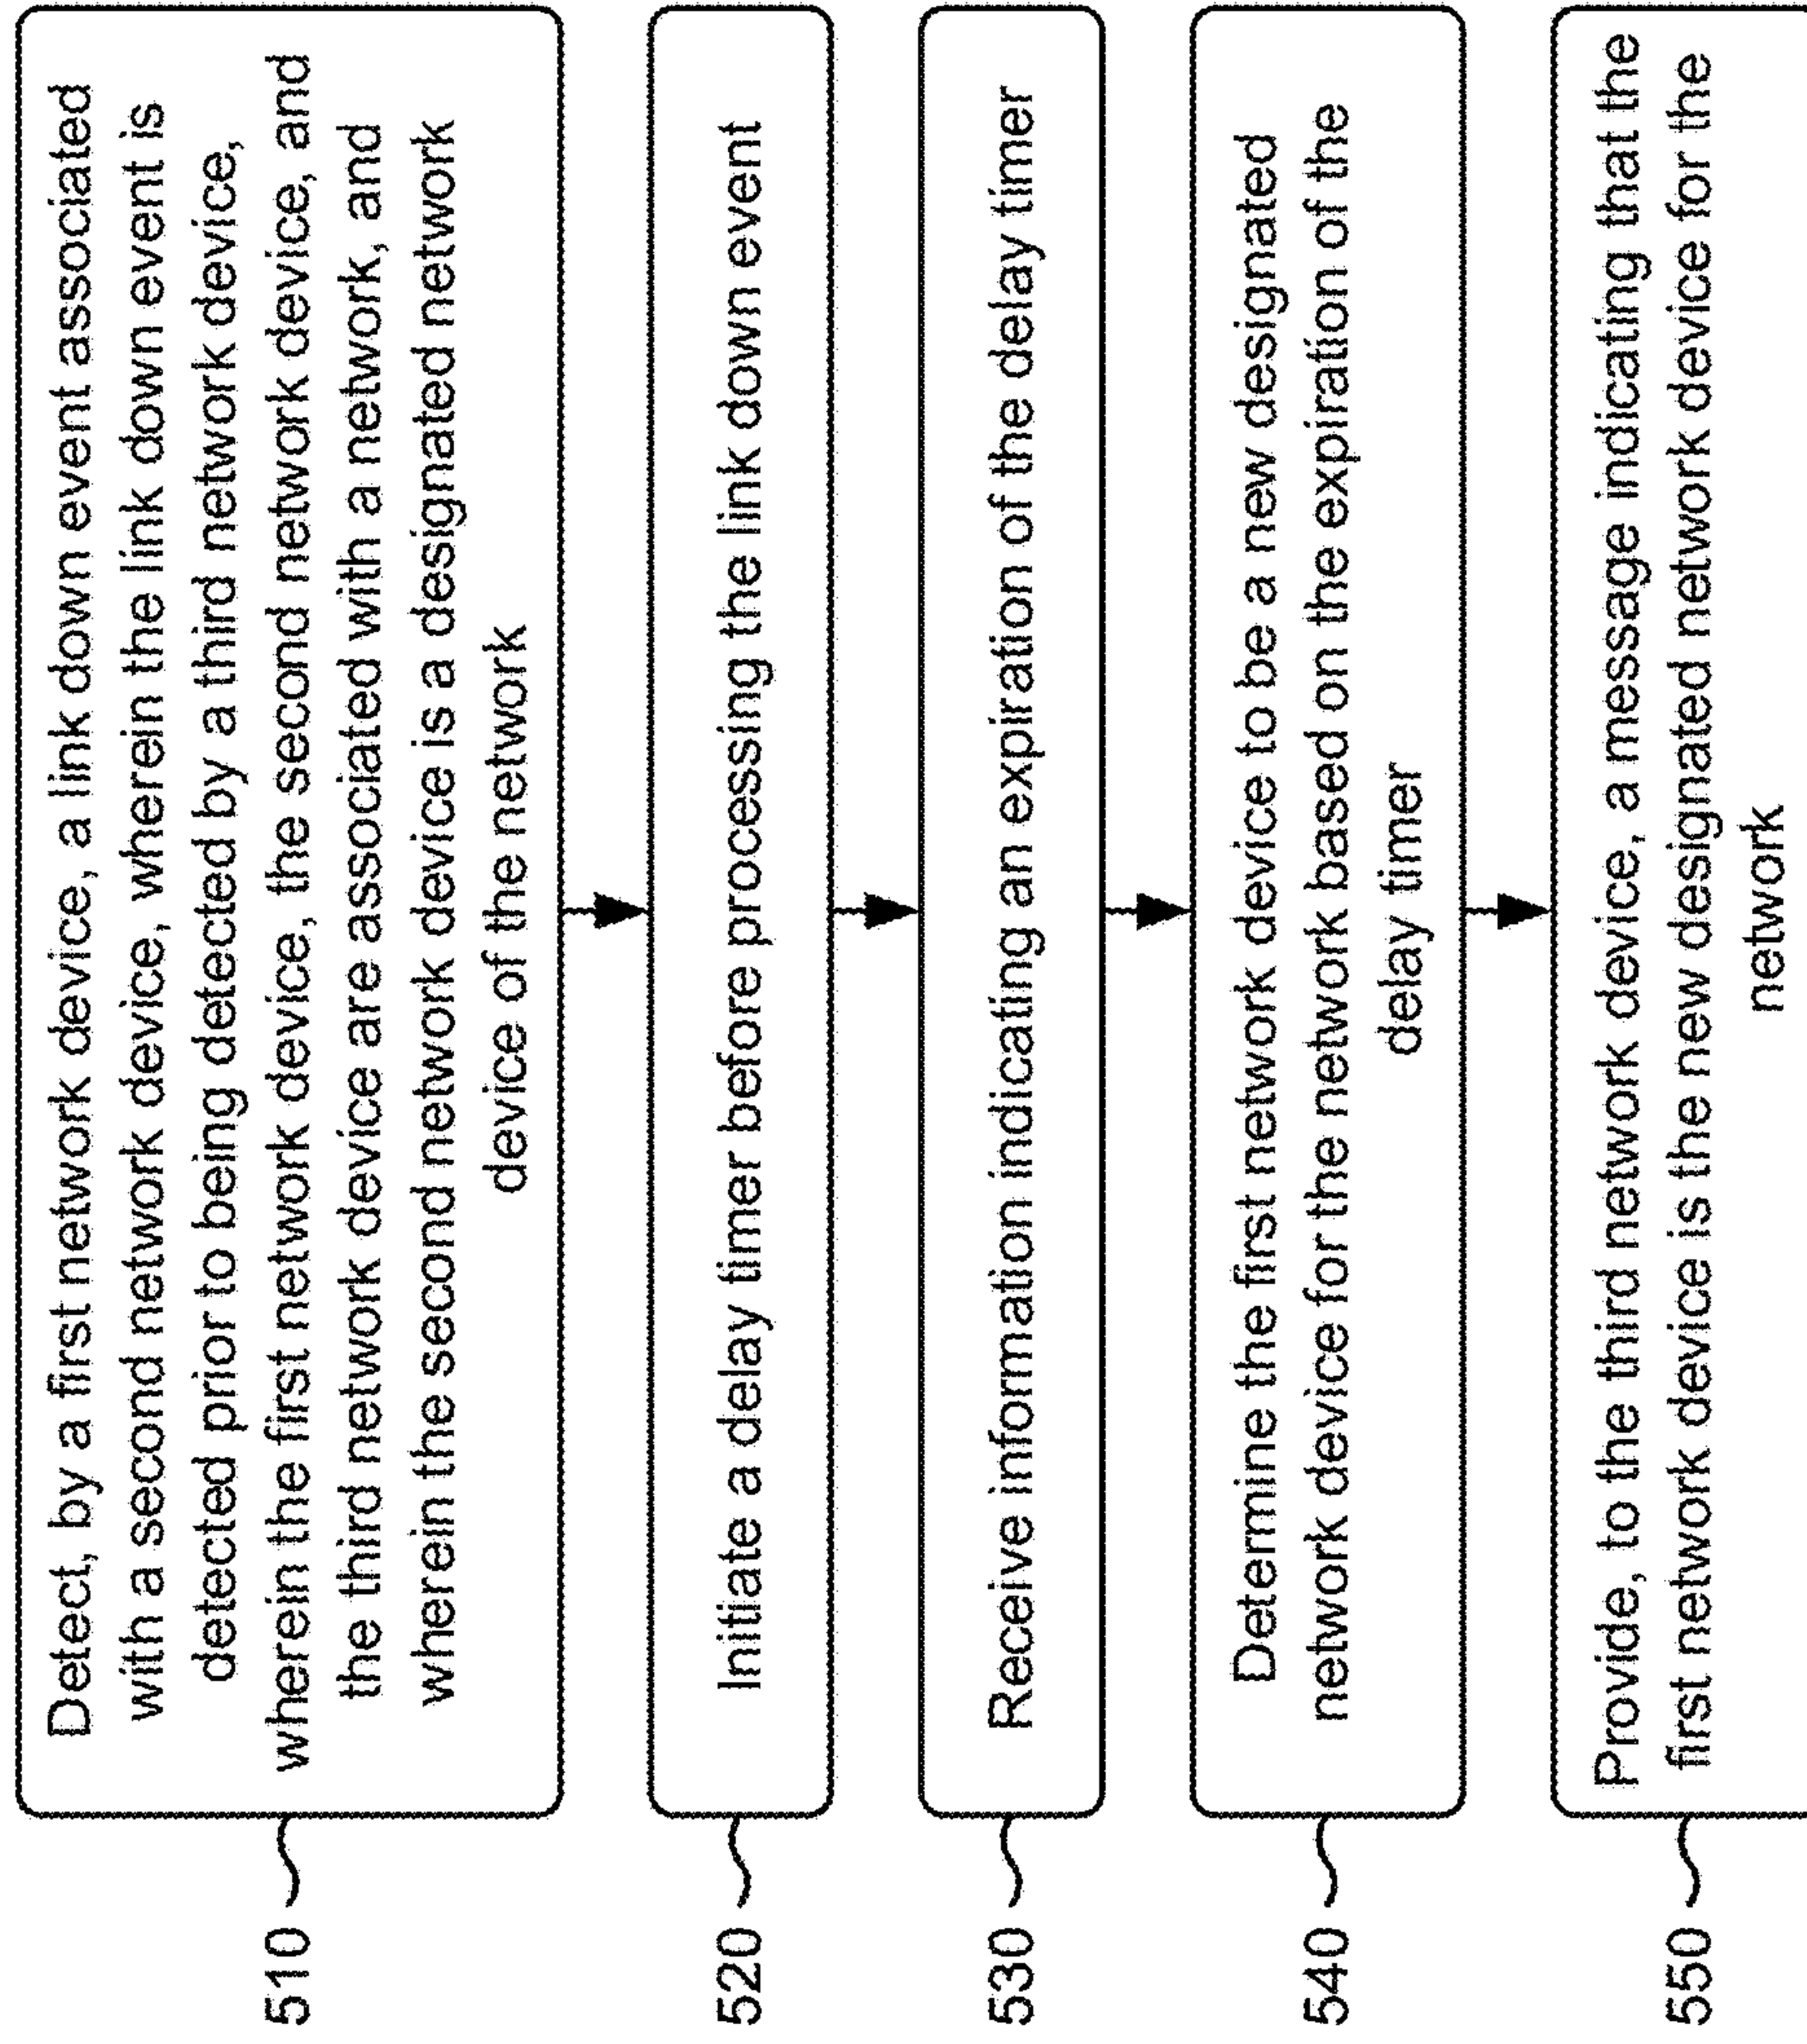 510
Detect, by a first network device, a link down event associated
with a second network device, wherein the link down event is
detected prior to being detected by a third network device,
wherein the first network device, the second network device, and
the third network device are associated with a network, and
wherein the second network device is a designated network
device of the network
520
Initiate a delay timer before processing the link down event
530
Receive information indicating an expiration of the delay timer
540
Determine the first network device to be a new designated
network device for the network based on the expiration of the
delay timer
550
Provide, to the third network device, a message indicating that the
first network device is the new designated network device for the
network